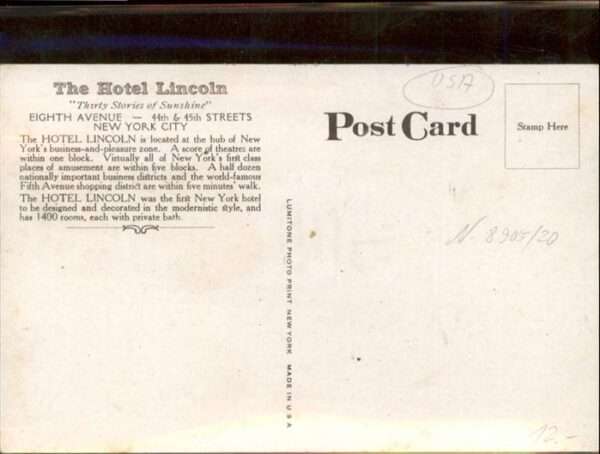 The Hotel Lincoln
"Thirty Stories of Sunshine"
EIGHTH AVENUE — 44th & 45th STREETS
NEW YORK CITY
The HOTEL LINCOLN is located at the hub of New
York's business-and-pleasure zone. A score of theatres are
within one block. Virtually all of New York's first class
places of amusement are within five blocks. A half dozen
nationally important business districts and the world-famous
Fifth Avenue shopping district are within five minutes' walk.
The HOTEL LINCOLN was the first New York hotel
to be designed and decorated in the modernistic style, and
has 1400 rooms, each with private bath.
LUMITONE PHOTO PRINT NEW YORK MADE IN U S A
USA
Post Card
Stamp Here
N. 8905/20
12.-